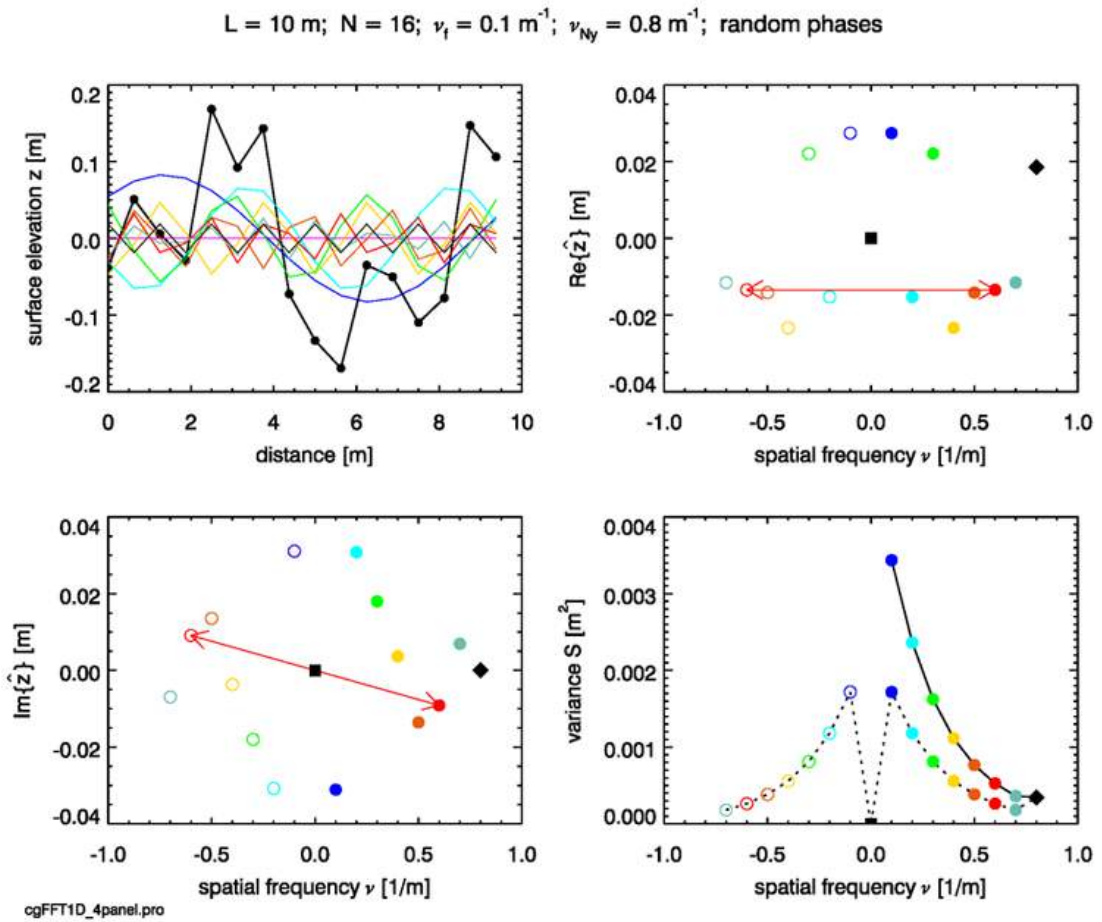 L = 10 m; N = 16; νf = 0.1 m⁻¹; νNy = 0.8 m⁻¹; random phases
surface elevation z [m]
0.2
0.1
0.0
-0.1
-0.2
0 2 4 6 8 10
distance [m]
Re{ẑ} [m]
0.04
0.02
0.00
-0.02
-0.04
-1.0 -0.5 0.0 0.5 1.0
spatial frequency ν [1/m]
Im{ẑ} [m]
0.04
0.02
0.00
-0.02
-0.04
-1.0 -0.5 0.0 0.5 1.0
spatial frequency ν [1/m]
variance S [m²]
0.004
0.003
0.002
0.001
0.000
-1.0 -0.5 0.0 0.5 1.0
spatial frequency ν [1/m]
cgFFT1D_4panel.pro